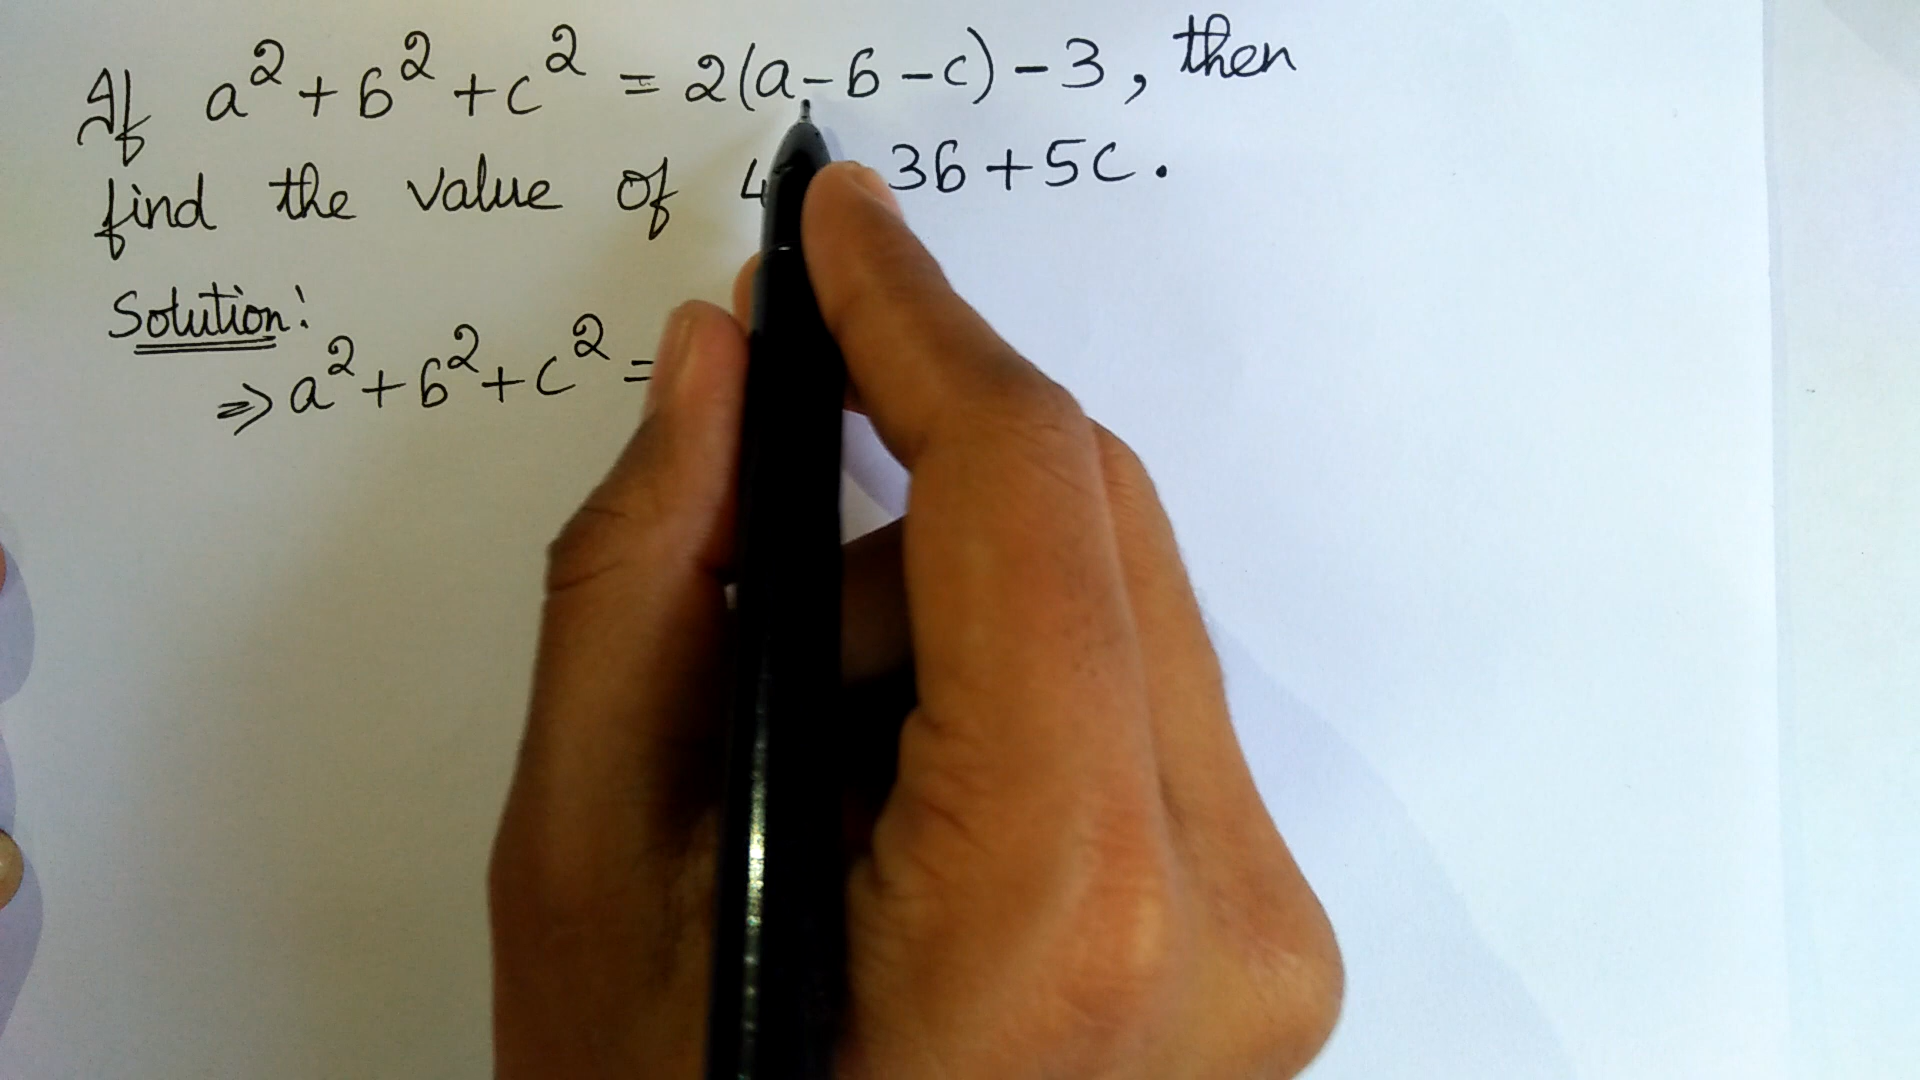 If a² + b² + c² = 2(a - b - c) - 3, then
find the value of 4 3b + 5c.
Solution:
⇒ a² + b² + c² =